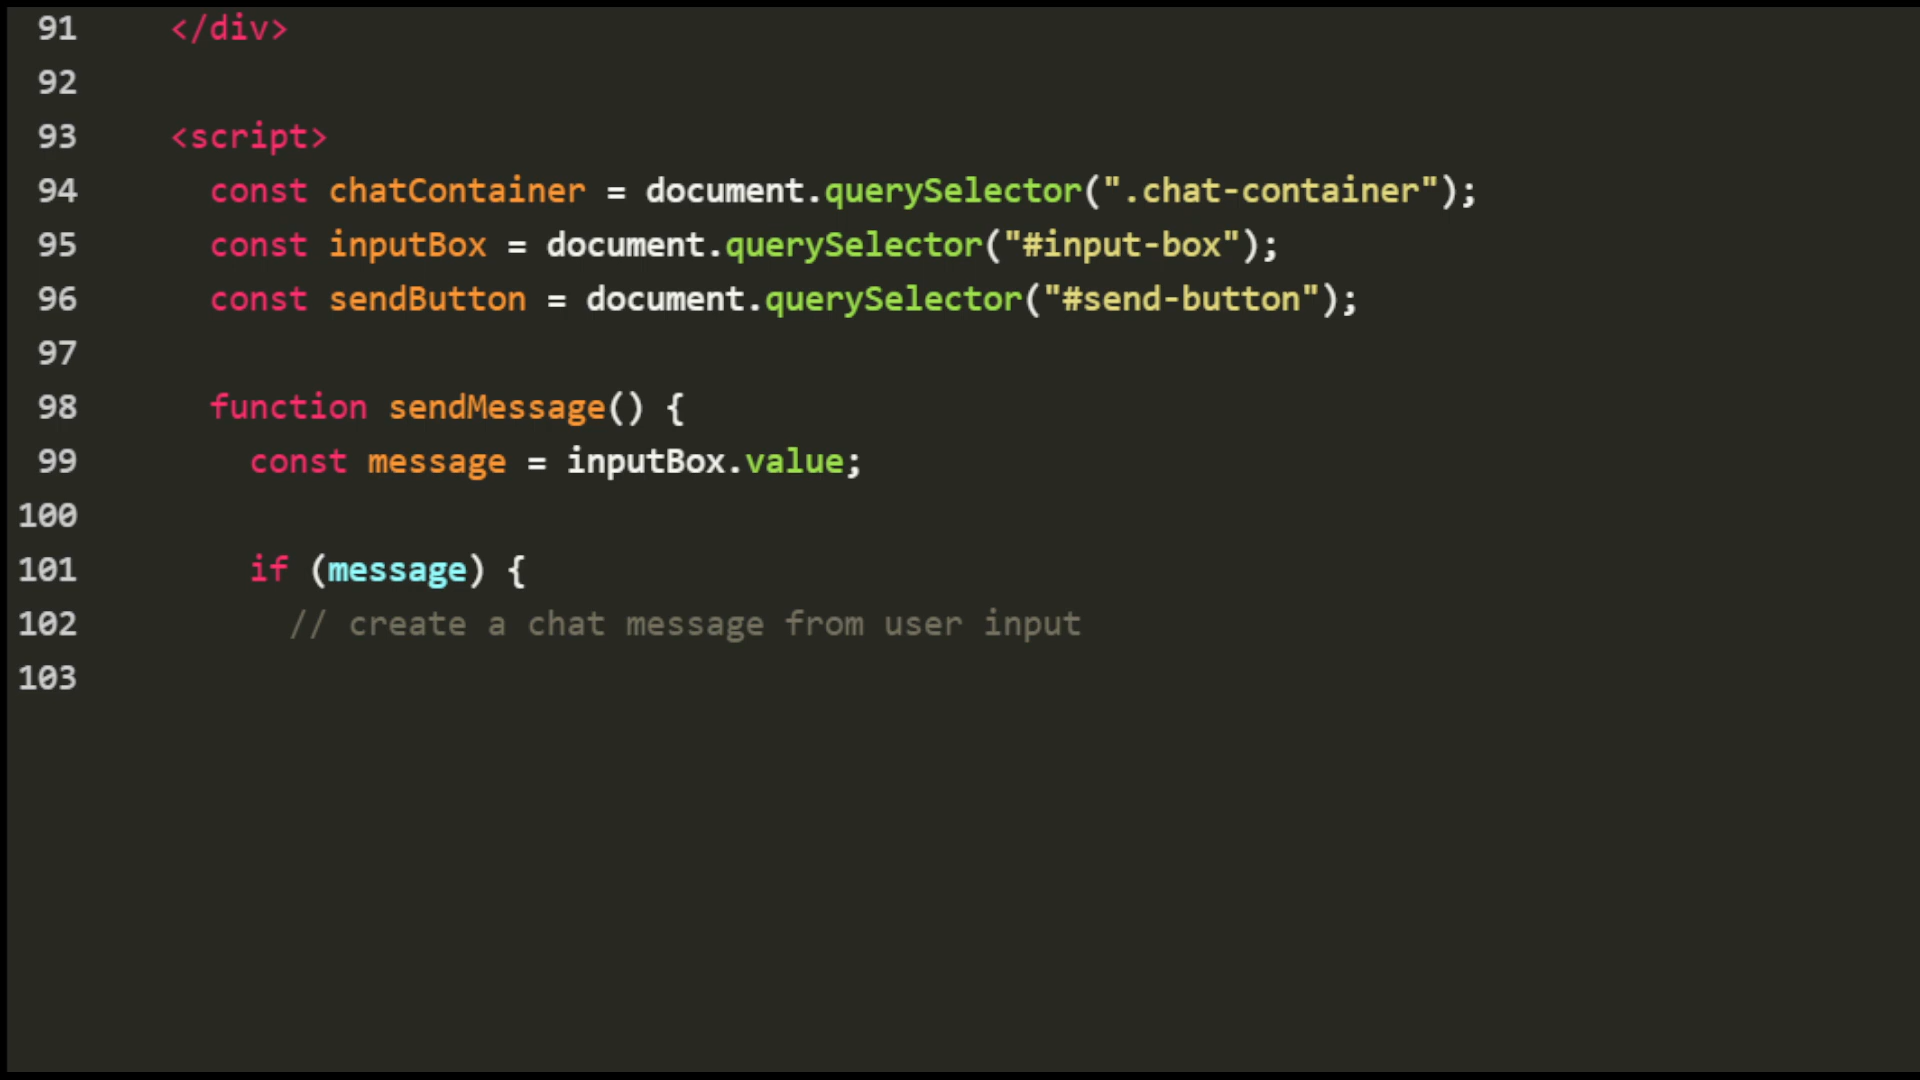 91 </div>
92
93 <script>
94 const chatContainer = document.querySelector(".chat-container");
95 const inputBox = document.querySelector("#input-box");
96 const sendButton = document.querySelector("#send-button");
97
98 function sendMessage() {
99 const message = inputBox.value;
100
101 if (message) {
102 // create a chat message from user input
103